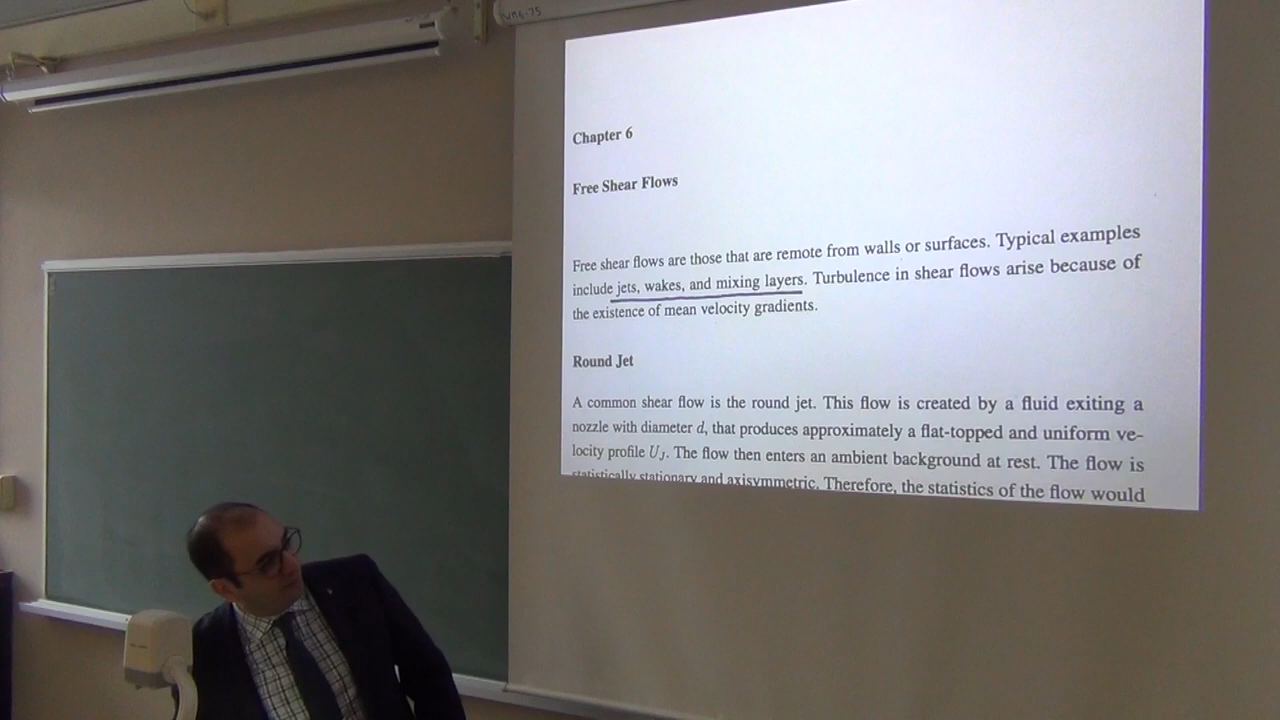 Chapter 6
Free Shear Flows
Free shear flows are those that are remote from walls or surfaces. Typical examples
include jets, wakes, and mixing layers. Turbulence in shear flows arise because of
the existence of mean velocity gradients.
Round Jet
A common shear flow is the round jet. This flow is created by a fluid exiting a
nozzle with diameter d, that produces approximately a flat-topped and uniform ve-
locity profile UJ. The flow then enters an ambient background at rest. The flow is
statistically stationary and axisymmetric. Therefore, the statistics of the flow would